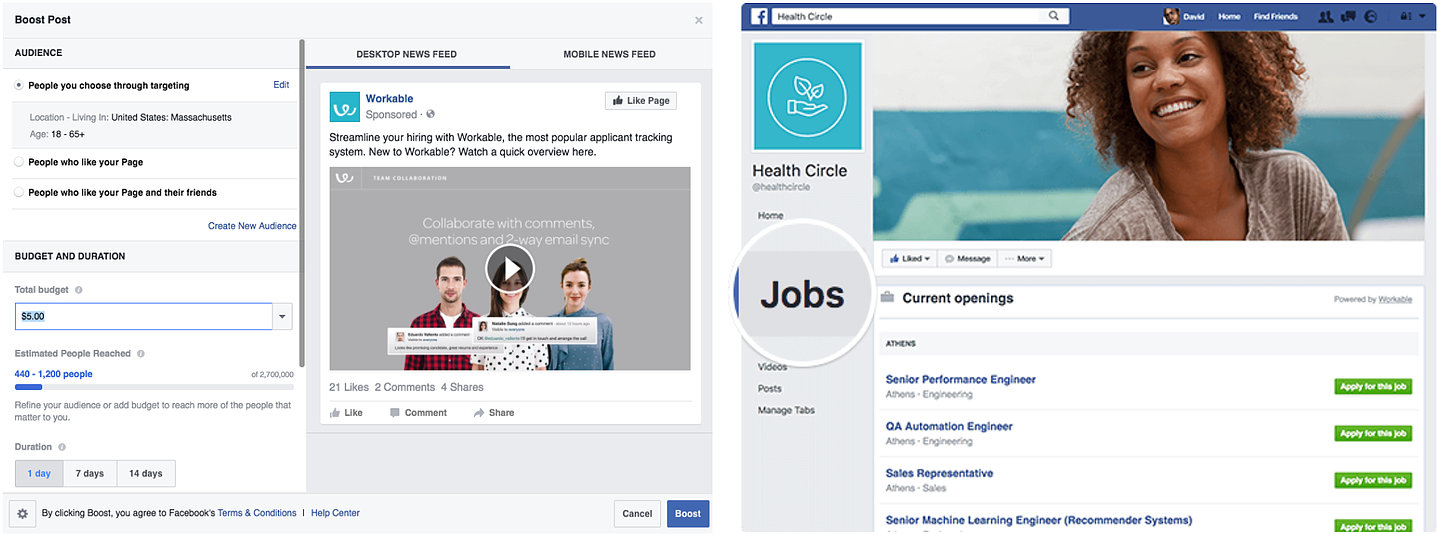 Boost Post
AUDIENCE
People you choose through targeting Edit
Location - Living In: United States: Massachusetts
Age: 18 - 65+
People who like your Page
People who like your Page and their friends
Create New Audience
BUDGET AND DURATION
Total budget
$5.00
Estimated People Reached
440 - 1,200 people of 2,700,000
Refine your audience or add budget to reach more of the people that
matter to you.
Duration
1 day 7 days 14 days
By clicking Boost, you agree to Facebook's Terms & Conditions | Help Center
Cancel Boost
DESKTOP NEWS FEED MOBILE NEWS FEED
Workable
Sponsored ·
Like Page
Streamline your hiring with Workable, the most popular applicant tracking
system. New to Workable? Watch a quick overview here.
TEAM COLLABORATION
Collaborate with comments,
@mentions and 2-way email sync
21 Likes 2 Comments 4 Shares
Like Comment Share
Health Circle
David Home Find Friends
Health Circle
@healthcircle
Home
Jobs
Videos
Posts
Manage Tabs
Liked Message More
Current openings Powered by Workable
ATHENS
Senior Performance Engineer
Athens · Engineering
Apply for this job
QA Automation Engineer
Athens · Engineering
Apply for this job
Sales Representative
Athens · Sales
Apply for this job
Senior Machine Learning Engineer (Recommender Systems)
Apply for this job